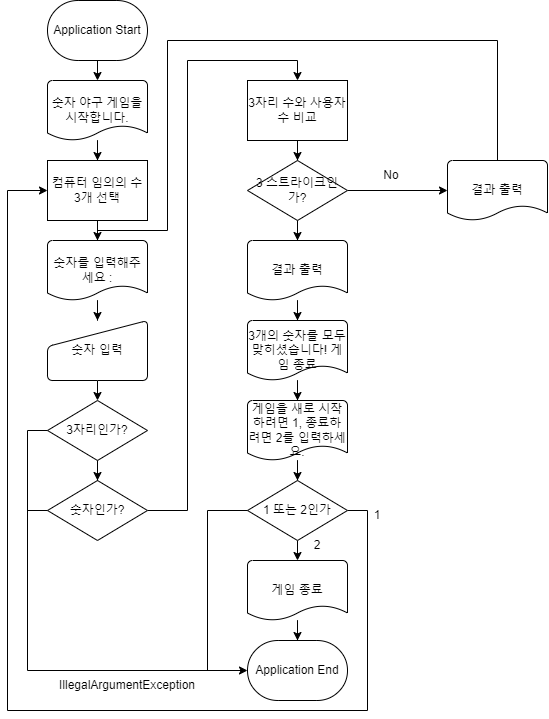 Application Start
숫자 야구 게임을
시작합니다.
컴퓨터 임의의 수
3개 선택
숫자를 입력해주
세요 :
숫자 입력
3자리인가?
숫자인가?
3자리 수와 사용자
수 비교
3 스트라이크인
가?
No
결과 출력
결과 출력
3개의 숫자를 모두
맞히셨습니다! 게
임 종료
게임을 새로 시작
하려면 1, 종료하
려면 2를 입력하세
요.
1 또는 2인가
1
2
게임 종료
Application End
IllegalArgumentException